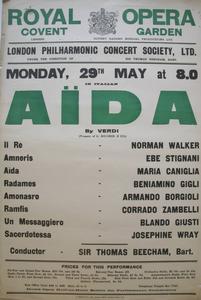 ROYAL OPERA
COVENT GARDEN
LONDON PHILHARMONIC CONCERT SOCIETY, LTD.
MONDAY, 29TH MAY at 8.0
IN ITALIAN
AÏDA
By VERDI
Il Re - NORMAN WALKER
Amneris - EBE STIGNANI
Aïda - MARIA CANIGLIA
Radames - BENIAMINO GIGLI
Amonasro - ARMANDO BORGIOLI
Ramfis - CORRADO ZAMBELLI
Un Messaggiero - BLANDO GIUSTI
Sacerdotessa - JOSEPHINE WRAY
Conductor - SIR THOMAS BEECHAM, Bart.
PRICES FOR THIS PERFORMANCE